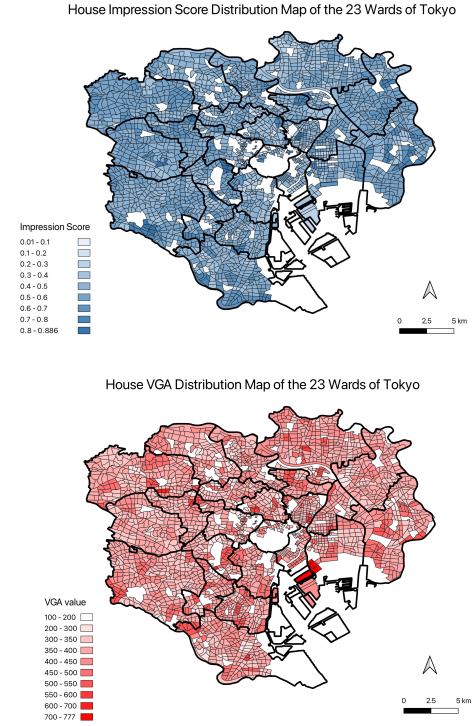 House Impression Score Distribution Map of the 23 Wards of Tokyo
Impression Score
0.01 - 0.1
0.1 - 0.2
0.2 - 0.3
0.3 - 0.4
0.4 - 0.5
0.5 - 0.6
0.6 - 0.7
0.7 - 0.8
0.8 - 0.886
0 2.5 5 km
House VGA Distribution Map of the 23 Wards of Tokyo
VGA value
100 - 200
200 - 300
300 - 350
350 - 400
400 - 450
450 - 500
500 - 550
550 - 600
600 - 700
700 - 777
0 2.5 5 km